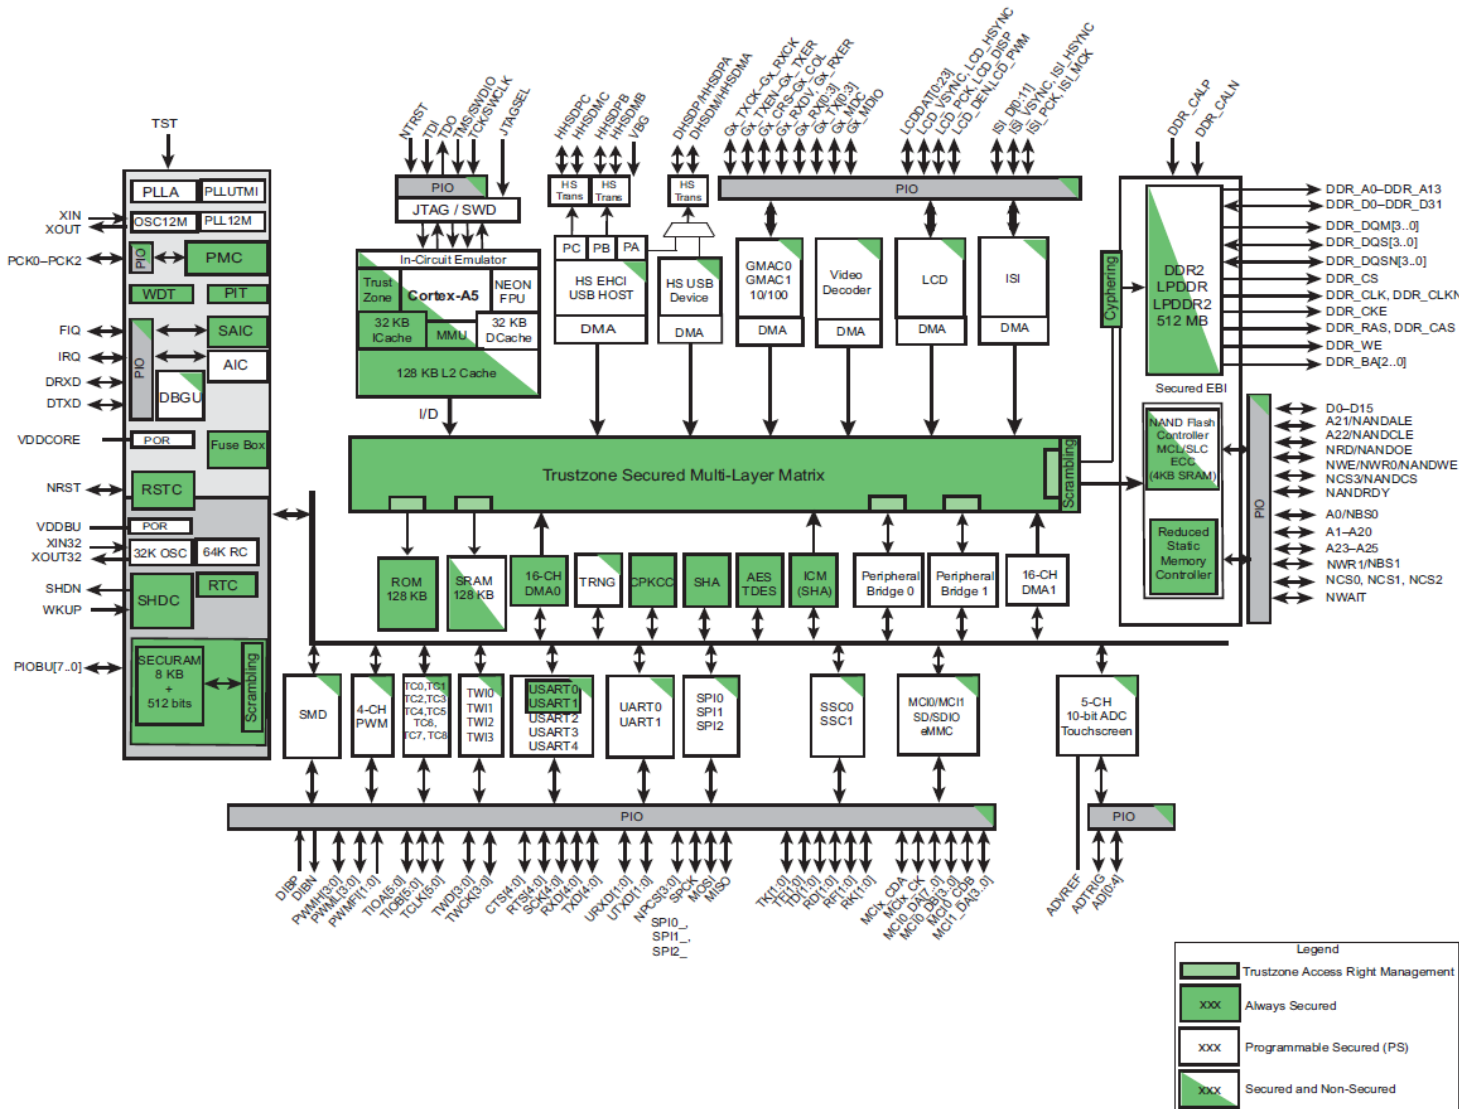 TST
PLLA
PLLUTMI
XIN
XOUT
OSC12M
PLL12M
PCK0–PCK2
PIO
PMC
WDT
PIT
FIQ
SAIC
IRQ
PIO
AIC
DRXD
DTXD
DBGU
VDDCORE
POR
Fuse Box
NRST
RSTC
VDDBU
POR
XIN32
XOUT32
32K OSC
64K RC
SHDN
SHDC
RTC
WKUP
PIOBU[7..0]
SECURAM
8 KB
+
512 bits
Scrambling
NTRST
TDI
TDO
TMS/SWDIO
TCK/SWCLK
JTAGSEL
PIO
JTAG / SWD
In-Circuit Emulator
Trust
Zone
Cortex-A5
NEON
FPU
32 KB
ICache
MMU
32 KB
DCache
128 KB L2 Cache
I/D
HHSDPC
HHSDMC
HHSDPB
HHSDMB
VBG
DHSDP/HHSDPA
DHSDM/HHSDMA
HS
Trans
HS
Trans
HS
Trans
PC
PB
PA
HS EHCI
USB HOST
DMA
HS USB
Device
DMA
Gx_TXCK–Gx_RXCK
Gx_TXEN–Gx_TXER
Gx_CRS–Gx_COL
Gx_RXDV, Gx_RXER
Gx_RX[0:3]
Gx_TX[0:3]
Gx_MDC
Gx_MDIO
LCDDAT[0:23]
LCD_VSYNC, LCD_HSYNC
LCD_PCK, LCD_DISP
LCD_DEN,LCD_PWM
ISI_D[0:11]
ISI_VSYNC, ISI_HSYNC
ISI_PCK, ISI_MCK
PIO
GMAC0
GMAC1
10/100
DMA
Video
Decoder
DMA
LCD
DMA
ISI
DMA
Trustzone Secured Multi-Layer Matrix
Scrambling
Cyphering
DDR_CALP
DDR_CALN
DDR2
LPDDR
LPDDR2
512 MB
Secured EBI
NAND Flash
Controller
MCL/SLC
ECC
(4KB SRAM)
Reduced
Static
Memory
Controller
PIO
DDR_A0–DDR_A13
DDR_D0–DDR_D31
DDR_DQM[3..0]
DDR_DQS[3..0]
DDR_DQSN[3..0]
DDR_CS
DDR_CLK, DDR_CLKN
DDR_CKE
DDR_RAS, DDR_CAS
DDR_WE
DDR_BA[2..0]
D0–D15
A21/NANDALE
A22/NANDCLE
NRD/NANDOE
NWE/NWR0/NANDWE
NCS3/NANDCS
NANDRDY
A0/NBS0
A1–A20
A23–A25
NWR1/NBS1
NCS0, NCS1, NCS2
NWAIT
ROM
128 KB
SRAM
128 KB
16-CH
DMA0
TRNG
CPKCC
SHA
AES
TDES
ICM
(SHA)
Peripheral
Bridge 0
Peripheral
Bridge 1
16-CH
DMA1
SMD
4-CH
PWM
TC0,TC1
TC2,TC3
TC4,TC5
TC6,
TC7, TC8
TWI0
TWI1
TWI2
TWI3
USART0
USART1
USART2
USART3
USART4
UART0
UART1
SPI0
SPI1
SPI2
SSC0
SSC1
MCI0/MCI1
SD/SDIO
eMMC
5-CH
10-bit ADC
Touchscreen
PIO
PIO
DIBP
DIBN
PWMH[3:0]
PWML[3:0]
PWMFI[1:0]
TIOA[5:0]
TIOB[5:0]
TCLK[5:0]
TWD[3:0]
TWCK[3:0]
CTS[4:0]
RTS[4:0]
SCK[4:0]
RXD[4:0]
TXD[4:0]
URXD[1:0]
UTXD[1:0]
NPCS[3:0]
SPCK
MOSI
MISO
SPI0_,
SPI1_,
SPI2_
TK[1:0]
TF[1:0]
TD[1:0]
RD[1:0]
RF[1:0]
RK[1:0]
MCIx_CDA
MCIx_CK
MCI0_DA[7..0]
MCI0_DB[3..0]
MCI0_CDB
MCI1_DA[3..0]
ADVREF
ADTRIG
AD[0:4]
Legend
Trustzone Access Right Management
xxx Always Secured
xxx Programmable Secured (PS)
xxx Secured and Non-Secured